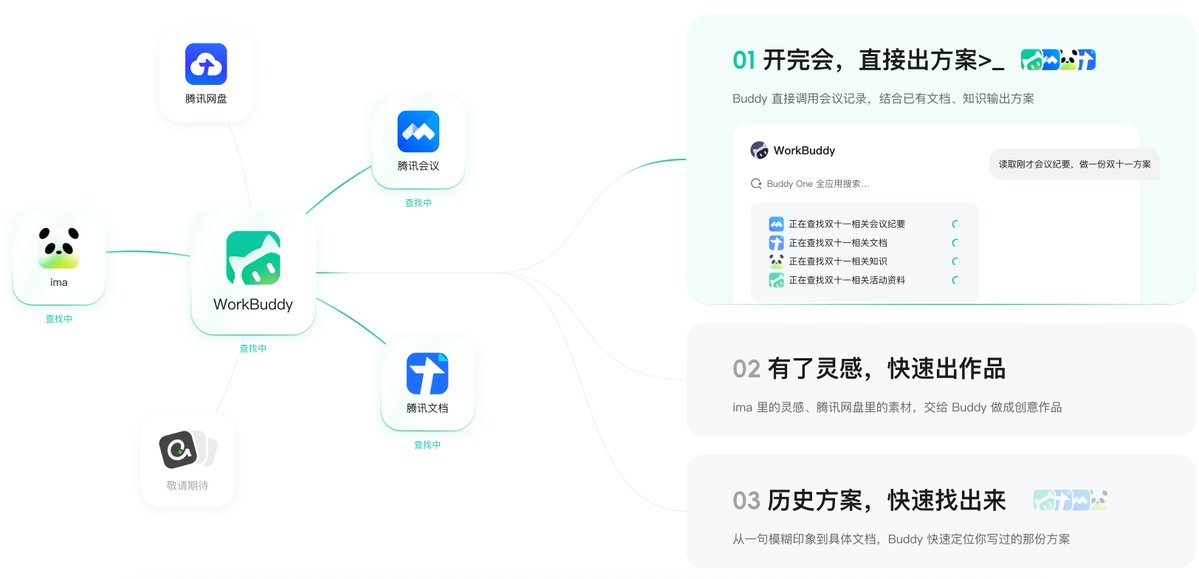 腾讯网盘
腾讯会议
查找中
ima
查找中
WorkBuddy
查找中
腾讯文档
查找中
敬请期待
01 开完会，直接出方案>_
Buddy 直接调用会议记录，结合已有文档、知识输出方案
WorkBuddy
读取刚才会议纪要，做一份双十一方案
Buddy One 全应用搜索...
正在查找双十一相关会议纪要
正在查找双十一相关文档
正在查找双十一相关知识
正在查找双十一相关活动资料
02 有了灵感，快速出作品
ima 里的灵感、腾讯网盘里的素材，交给 Buddy 做成创意作品
03 历史方案，快速找出来
从一句模糊印象到具体文档，Buddy 快速定位你写过的那份方案